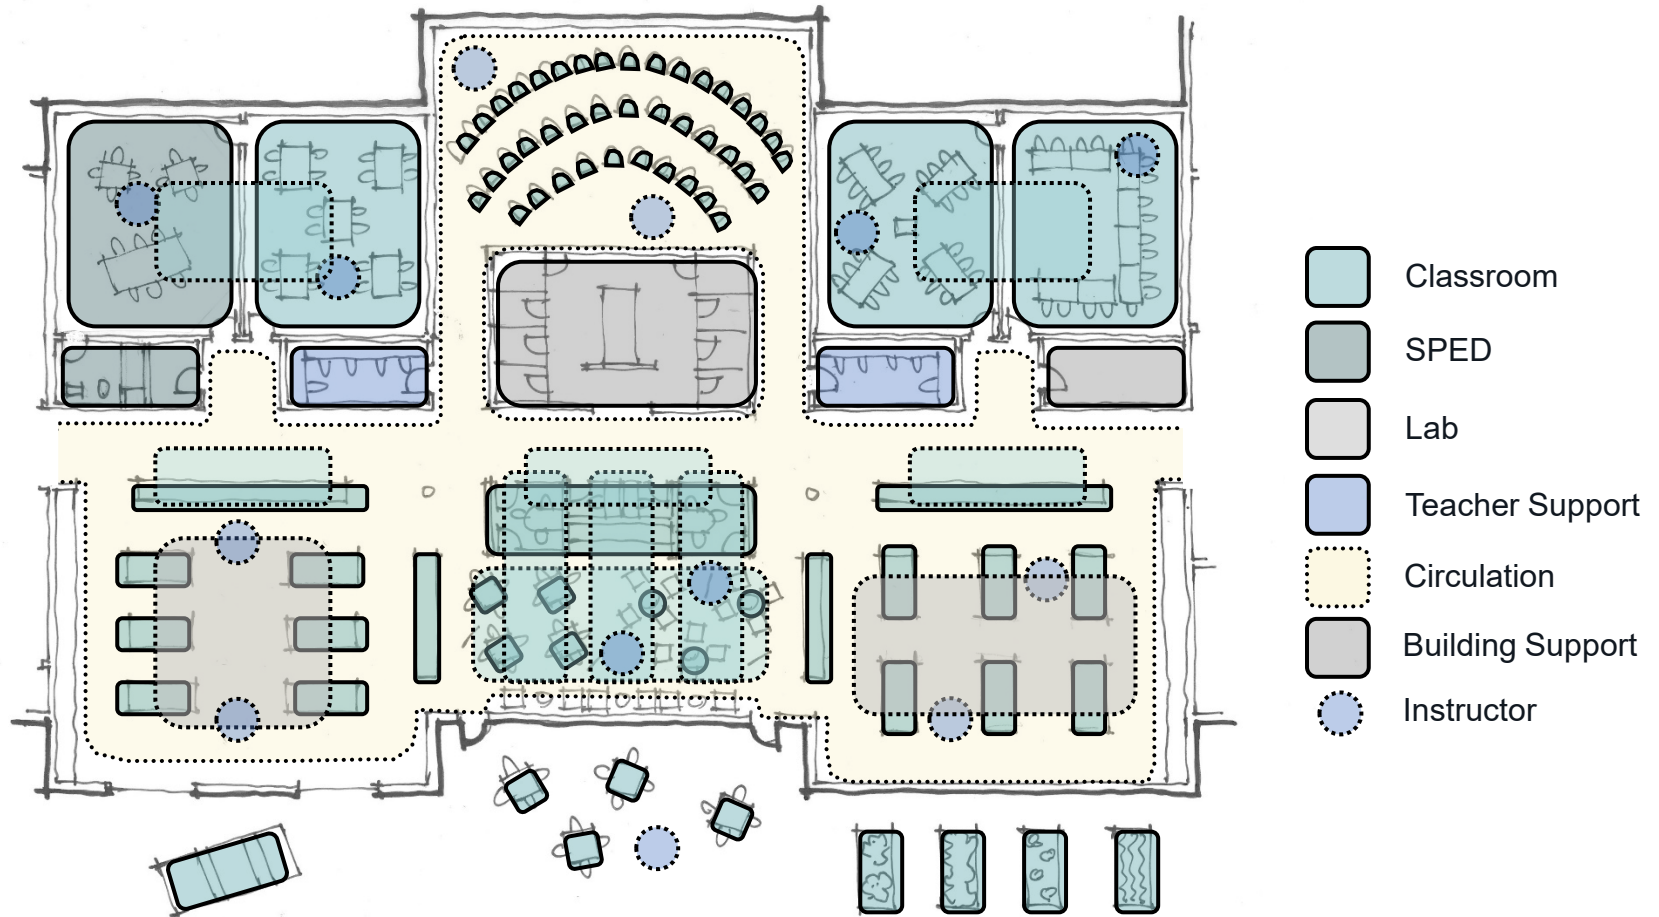 Classroom
SPED
Lab
Teacher Support
Circulation
Building Support
Instructor